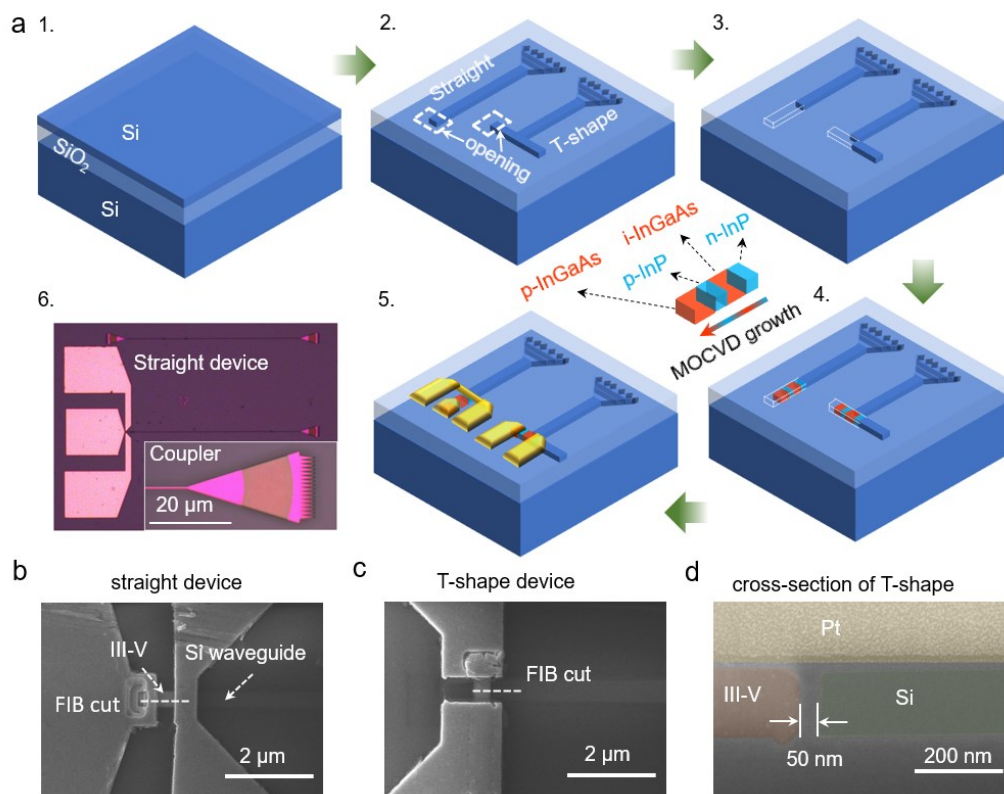 a
1.
Si
SiO2
Si
2.
Straight
T-shape
opening
3.
i-InGaAs
n-InP
p-InGaAs
p-InP
MOCVD growth
4.
5.
6.
Straight device
Coupler
20 μm
b
straight device
III-V
Si waveguide
FIB cut
2 μm
c
T-shape device
FIB cut
2 μm
d
cross-section of T-shape
Pt
III-V
Si
50 nm
200 nm